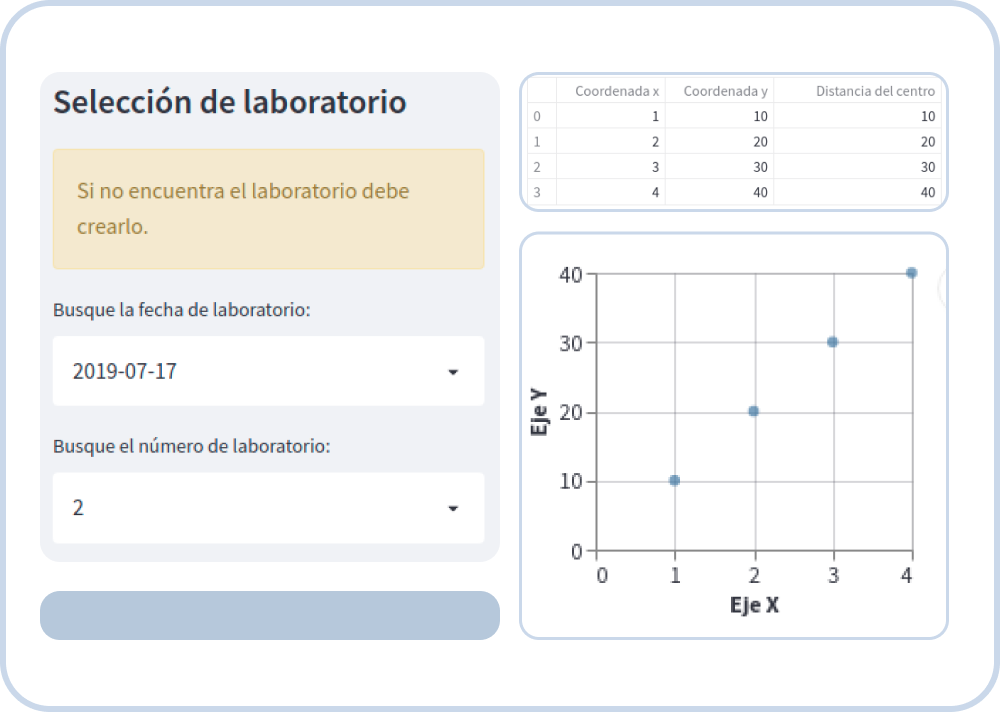 Selección de laboratorio
Si no encuentra el laboratorio debe
crearlo.
Busque la fecha de laboratorio:
2019-07-17
Busque el número de laboratorio:
2
Coordenada x Coordenada y Distancia del centro
0 1 10 10
1 2 20 20
2 3 30 30
3 4 40 40
40
30
20
10
0
Eje Y
0 1 2 3 4
Eje X